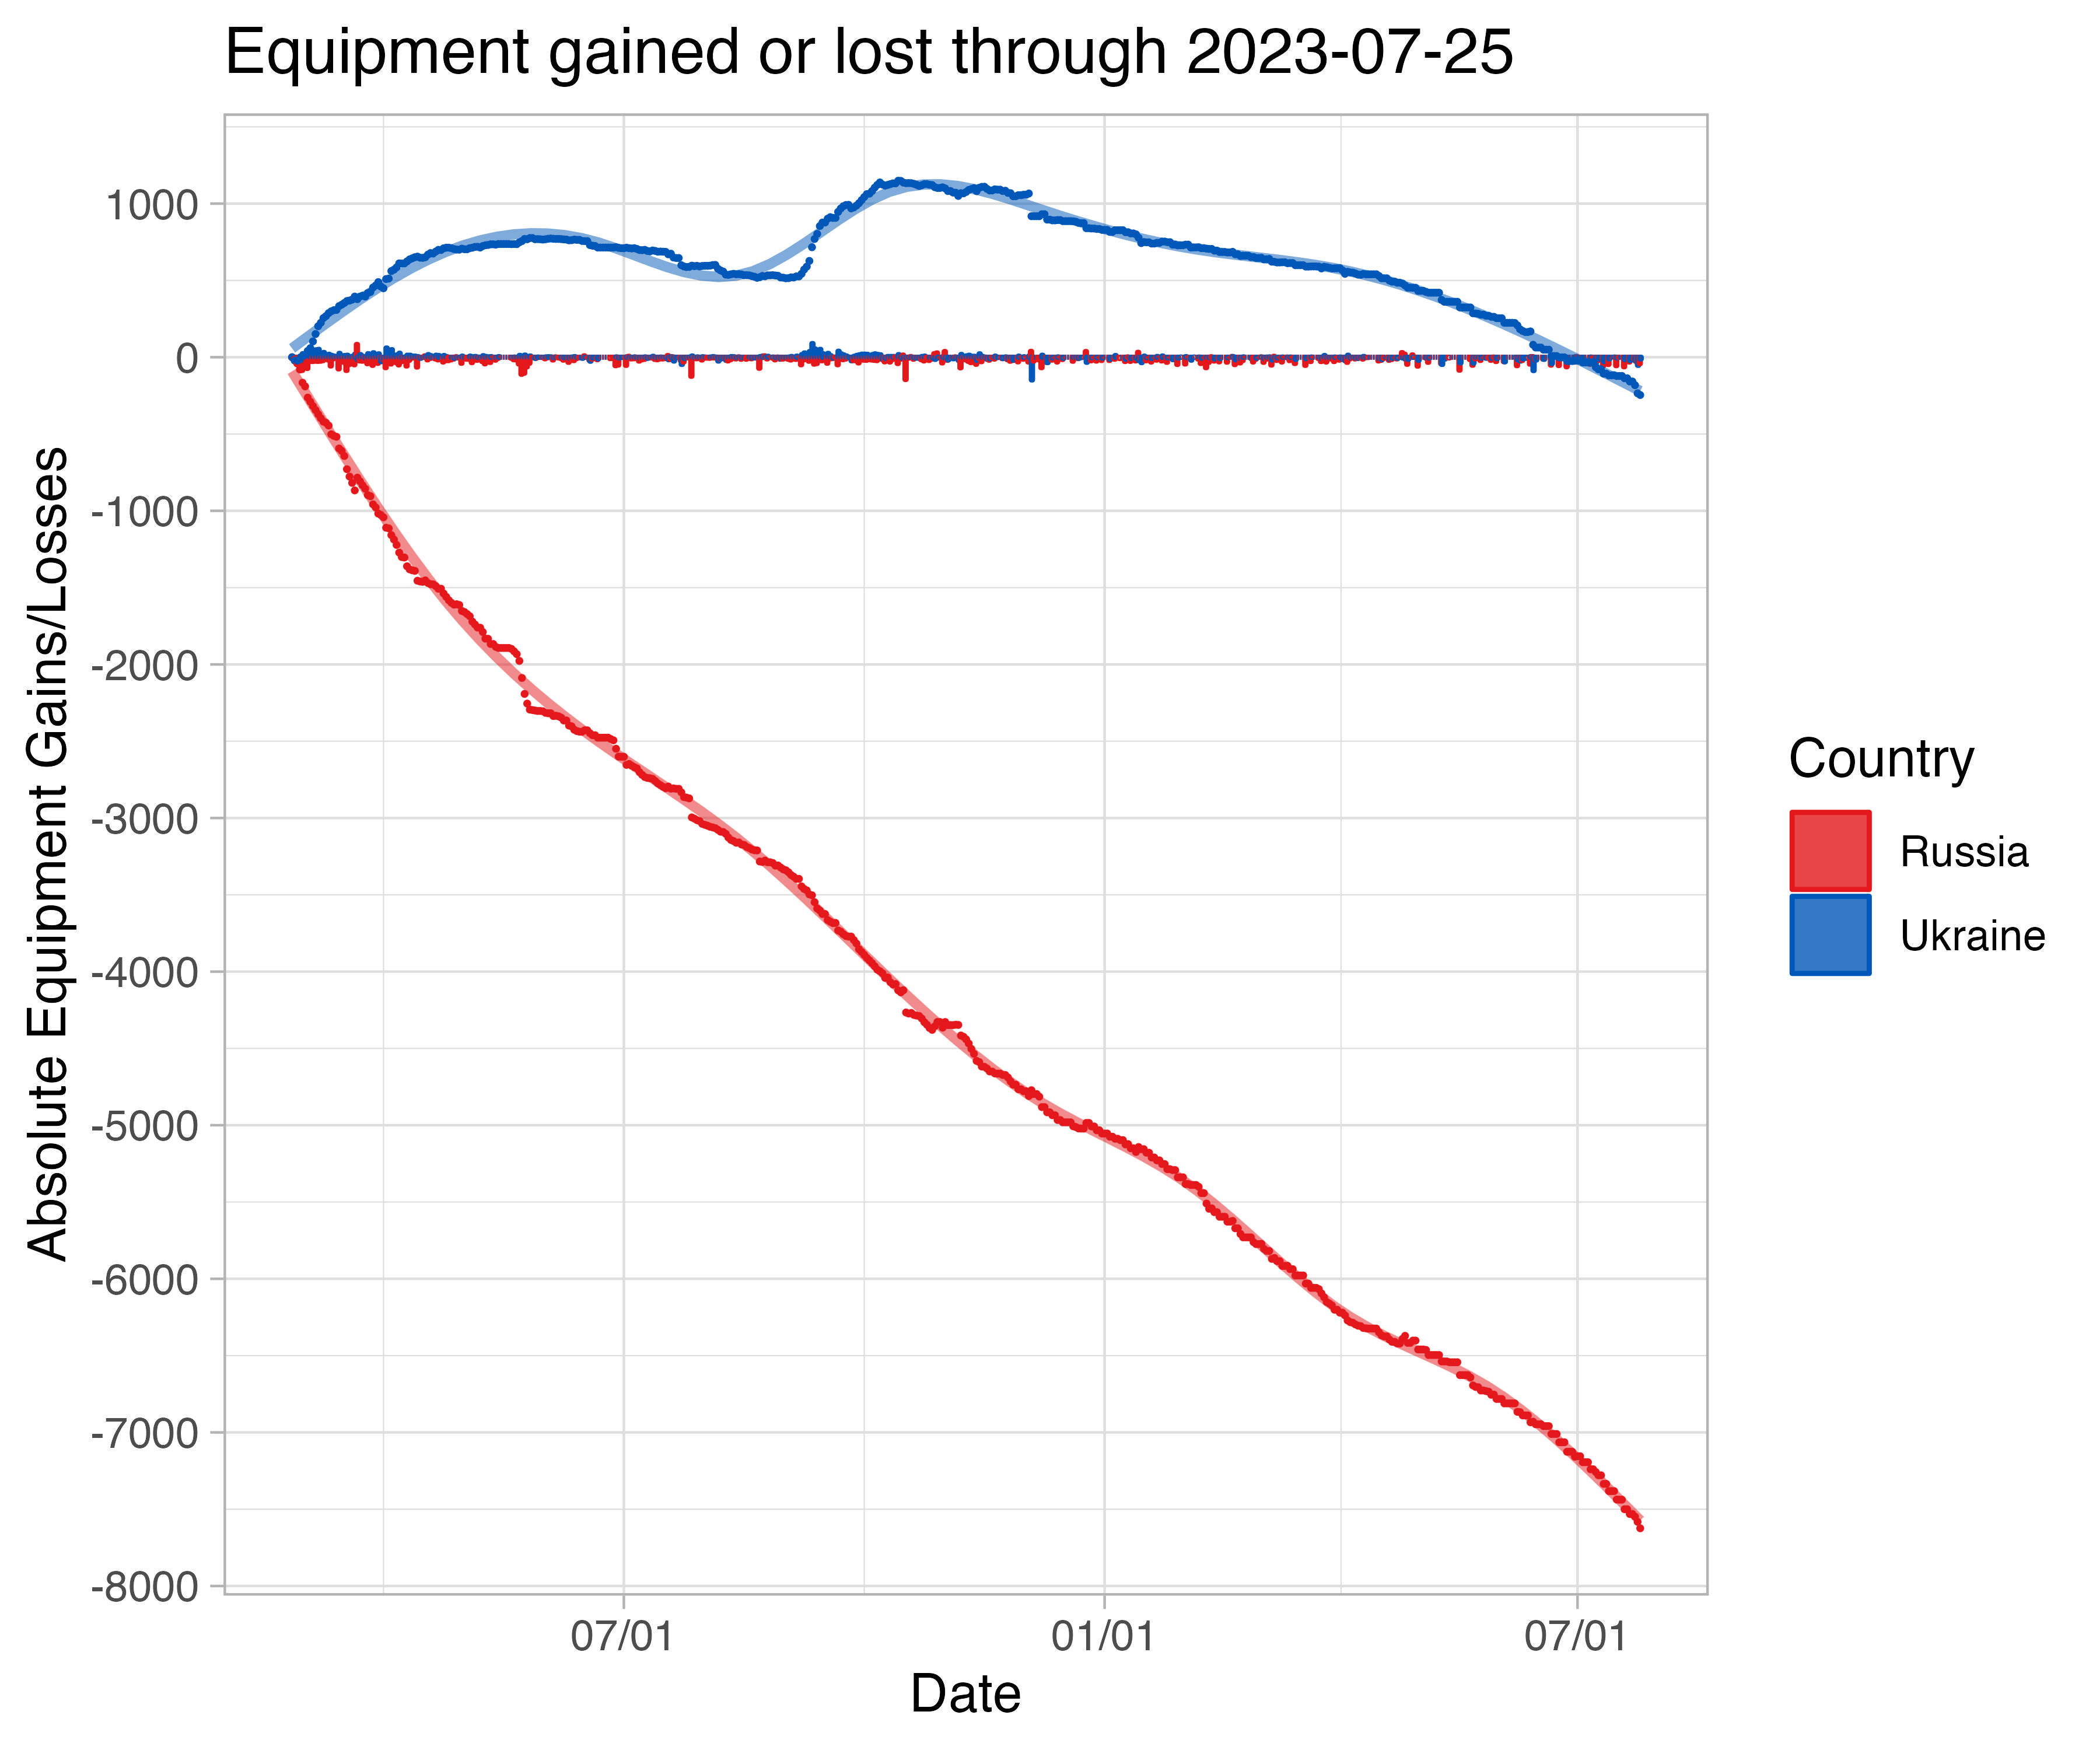 Equipment gained or lost through 2023-07-25
Absolute Equipment Gains/Losses
1000
0
-1000
-2000
-3000
-4000
-5000
-6000
-7000
-8000
07/01
01/01
07/01
Date
Country
Russia
Ukraine